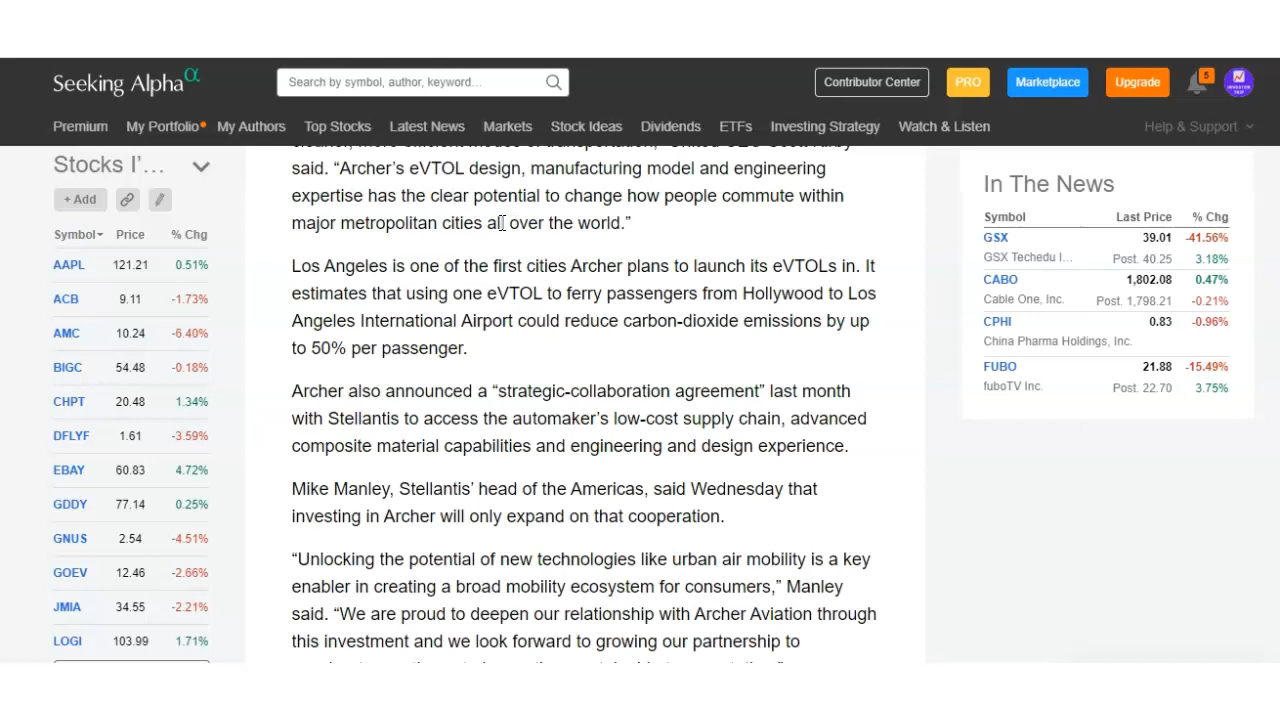 Seeking Alpha α
Search by symbol, author, keyword...
Contributor Center
PRO
Marketplace
Upgrade
5
INVESTOR
TRIP
Premium
My Portfolio
My Authors
Top Stocks
Latest News
Markets
Stock Ideas
Dividends
ETFs
Investing Strategy
Watch & Listen
Help & Support
Stocks I'...
+ Add
Symbol Price % Chg
AAPL 121.21 0.51%
ACB 9.11 -1.73%
AMC 10.24 -6.40%
BIGC 54.48 -0.18%
CHPT 20.48 1.34%
DFLYF 1.61 -3.59%
EBAY 60.83 4.72%
GDDY 77.14 0.25%
GNUS 2.54 -4.51%
GOEV 12.46 -2.66%
JMIA 34.55 -2.21%
LOGI 103.99 1.71%
said. “Archer’s eVTOL design, manufacturing model and engineering
expertise has the clear potential to change how people commute within
major metropolitan cities all over the world.”
Los Angeles is one of the first cities Archer plans to launch its eVTOLs in. It
estimates that using one eVTOL to ferry passengers from Hollywood to Los
Angeles International Airport could reduce carbon-dioxide emissions by up
to 50% per passenger.
Archer also announced a “strategic-collaboration agreement” last month
with Stellantis to access the automaker’s low-cost supply chain, advanced
composite material capabilities and engineering and design experience.
Mike Manley, Stellantis’ head of the Americas, said Wednesday that
investing in Archer will only expand on that cooperation.
“Unlocking the potential of new technologies like urban air mobility is a key
enabler in creating a broad mobility ecosystem for consumers,” Manley
said. “We are proud to deepen our relationship with Archer Aviation through
this investment and we look forward to growing our partnership to
In The News
Symbol Last Price % Chg
GSX 39.01 -41.56%
GSX Techedu I... Post. 40.25 3.18%
CABO 1,802.08 0.47%
Cable One, Inc. Post. 1,798.21 -0.21%
CPHI 0.83 -0.96%
China Pharma Holdings, Inc.
FUBO 21.88 -15.49%
fuboTV Inc. Post. 22.70 3.75%